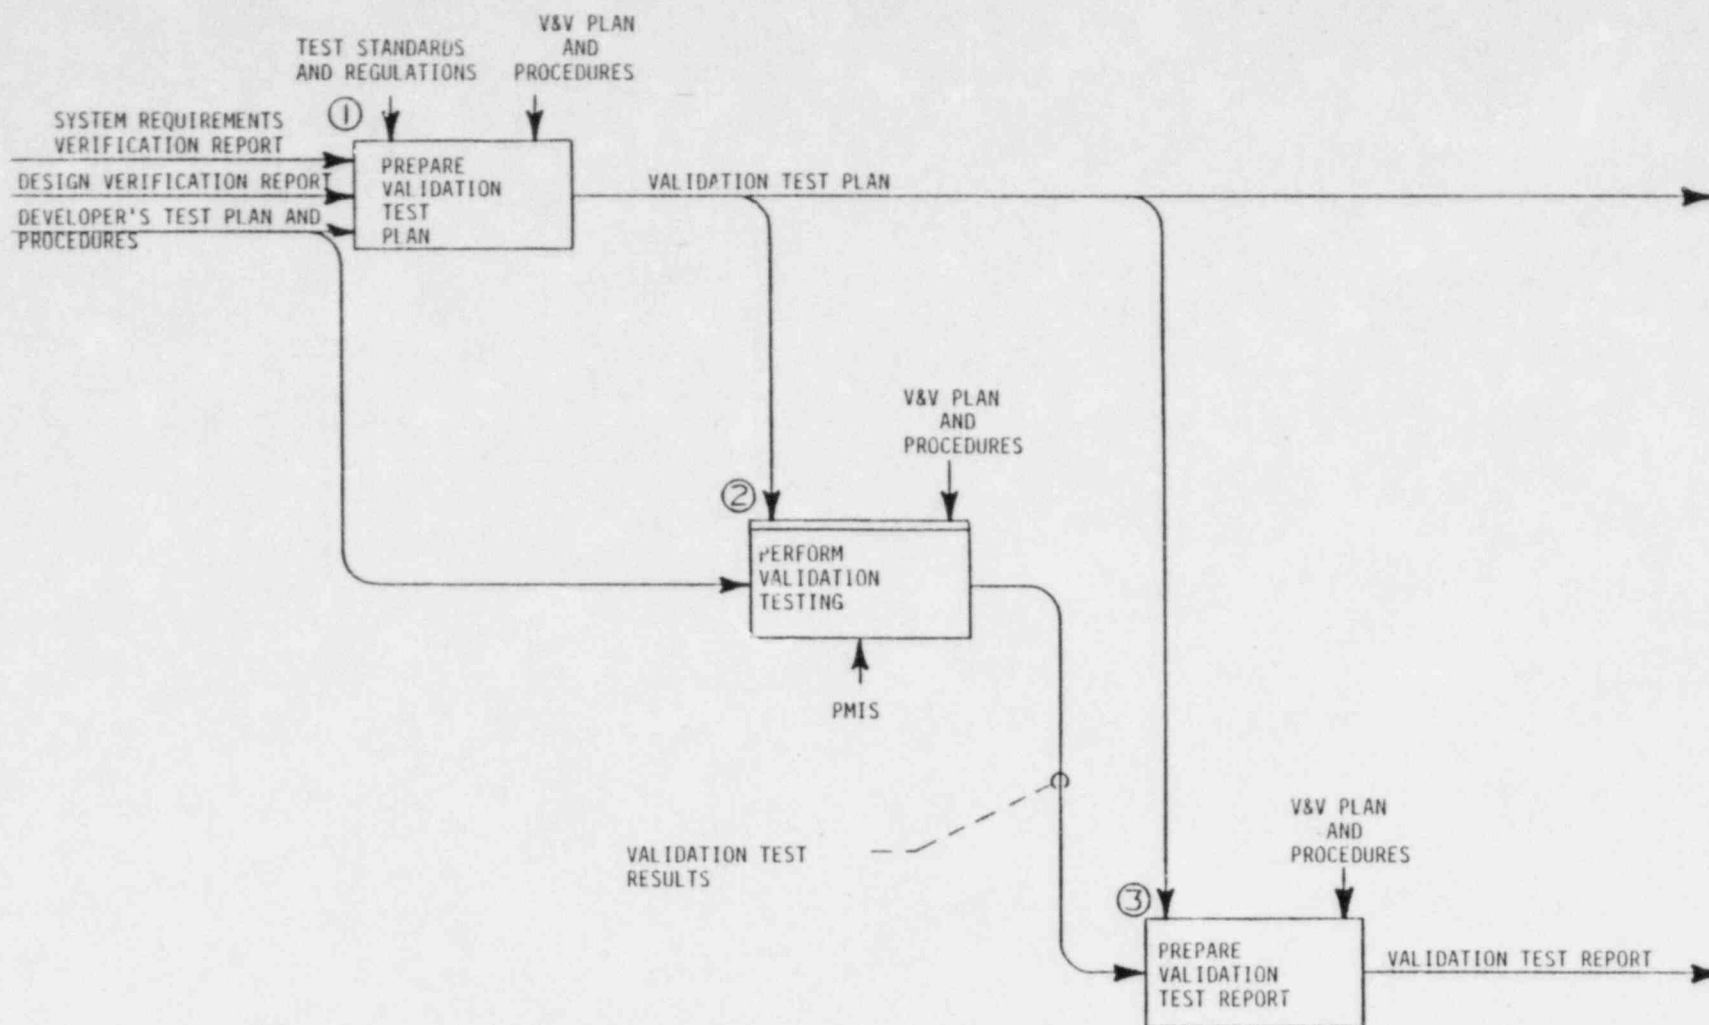 V&V PLAN
AND
PROCEDURES
TEST STANDARDS
AND REGULATIONS
①
SYSTEM REQUIREMENTS
VERIFICATION REPORT
DESIGN VERIFICATION REPORT
DEVELOPER'S TEST PLAN AND
PROCEDURES
PREPARE
VALIDATION
TEST
PLAN
VALIDATION TEST PLAN
V&V PLAN
AND
PROCEDURES
②
PERFORM
VALIDATION
TESTING
PMIS
VALIDATION TEST
RESULTS
V&V PLAN
AND
PROCEDURES
③
PREPARE
VALIDATION
TEST REPORT
VALIDATION TEST REPORT